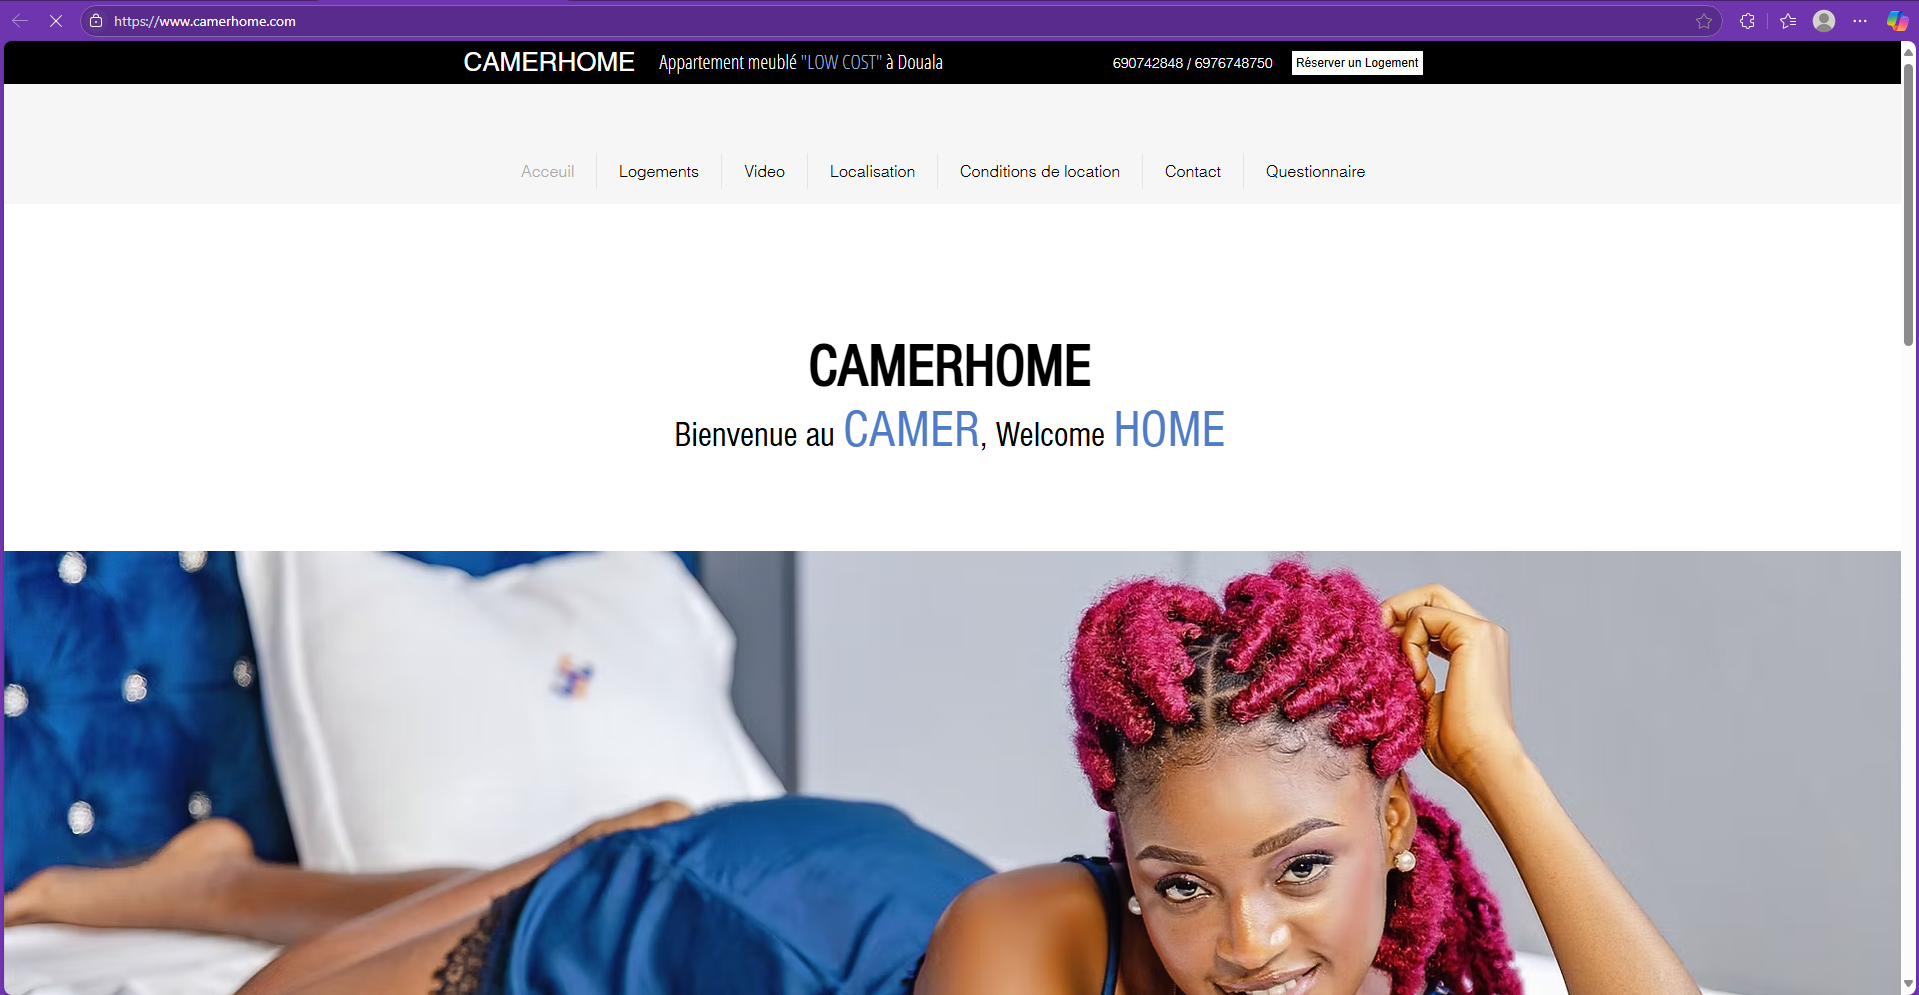 https://www.camerhome.com
CAMERHOME Appartement meublé "LOW COST" à Douala 690742848 / 6976748750 Réserver un Logement
Acceuil Logements Video Localisation Conditions de location Contact Questionnaire
CAMERHOME
Bienvenue au CAMER, Welcome HOME